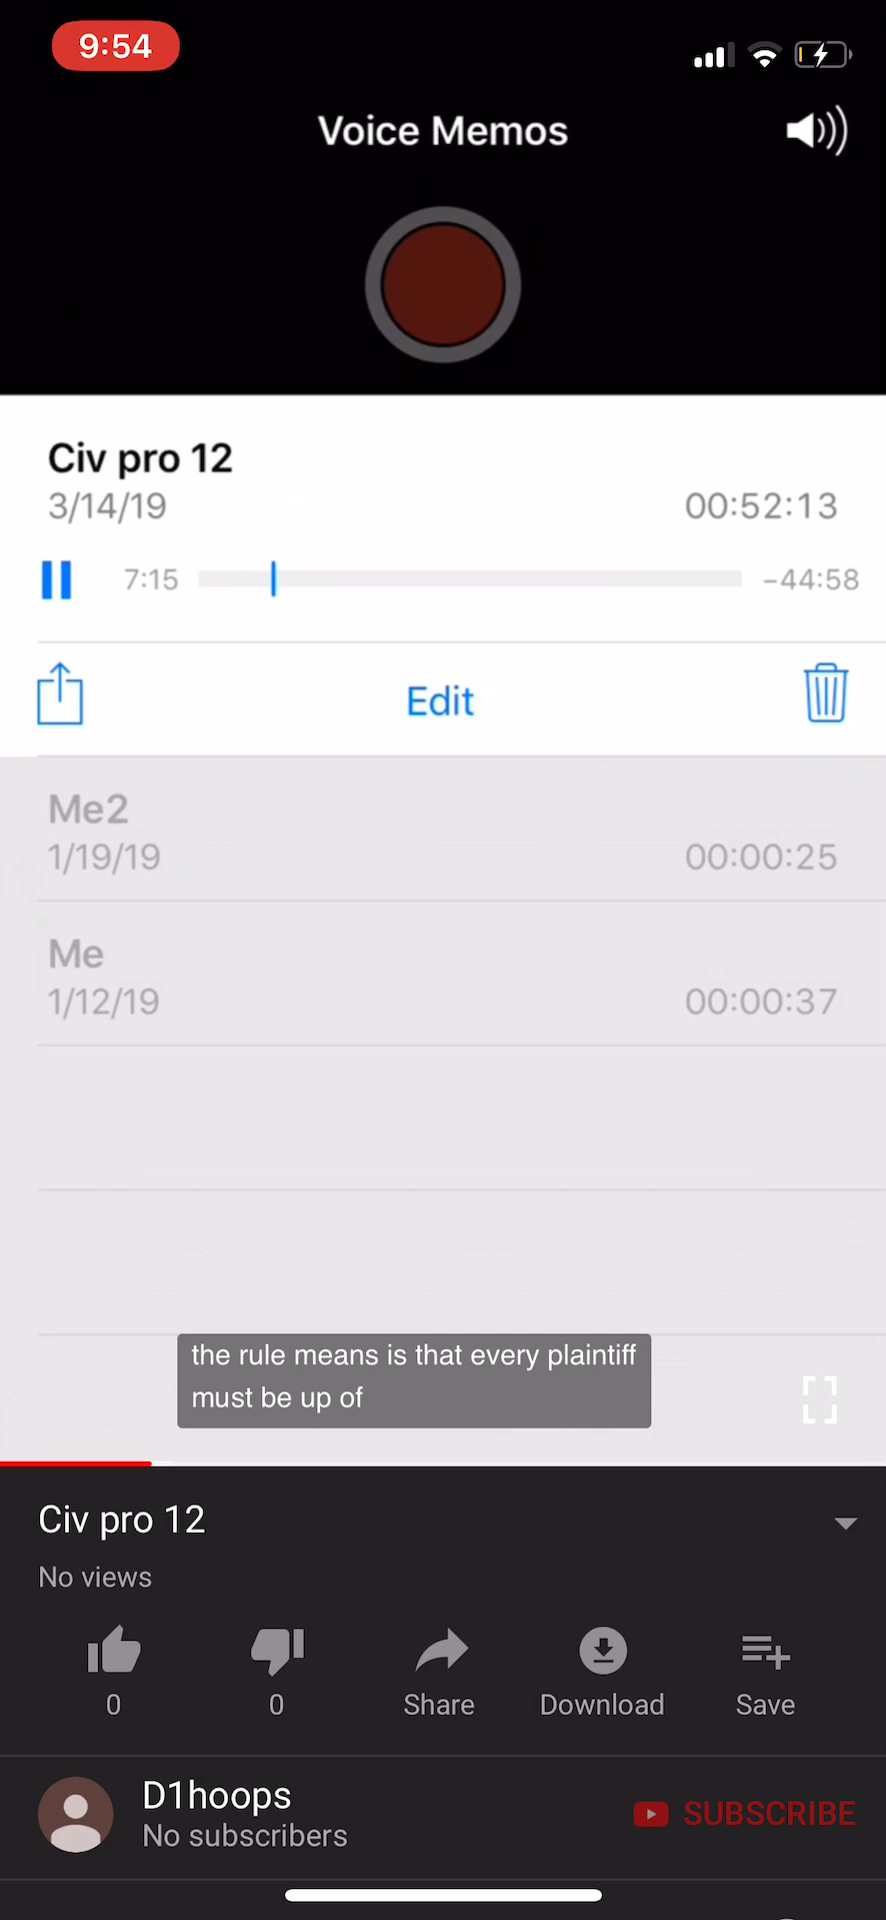 9:54
Voice Memos
Civ pro 12
3/14/19 00:52:13
7:15 -44:58
Edit
Me2
1/19/19 00:00:25
Me
1/12/19 00:00:37
the rule means is that every plaintiff
must be up of
Civ pro 12
No views
0 0 Share Download Save
D1hoops
No subscribers
SUBSCRIBE